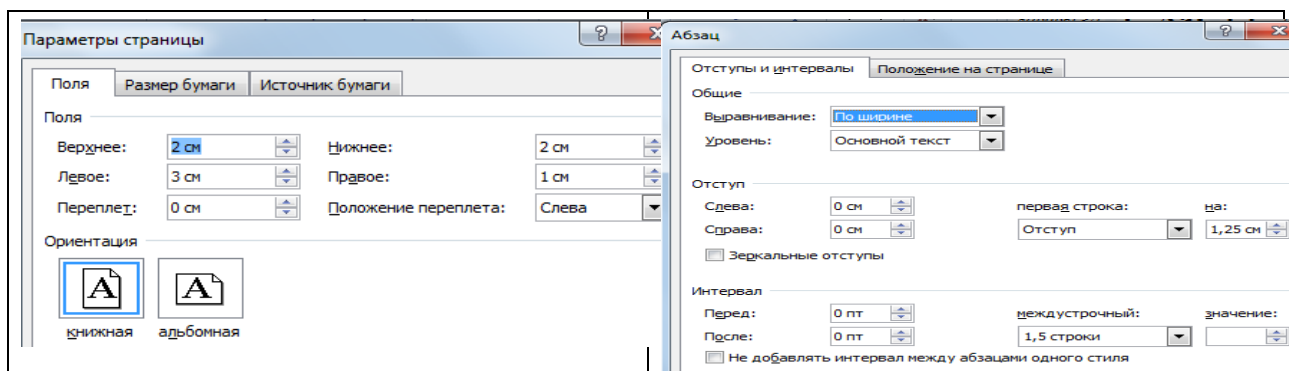 Параметры страницы
Поля Размер бумаги Источник бумаги
Поля
Верхнее: 2 см Нижнее: 2 см
Левое: 3 см Правое: 1 см
Переплет: 0 см Положение переплета: Слева
Ориентация
A A
книжная альбомная
Абзац
Отступы и интервалы Положение на странице
Общие
Выравнивание: По ширине
Уровень: Основной текст
Отступ
Слева: 0 см первая строка: на:
Справа: 0 см Отступ 1,25 см
Зеркальные отступы
Интервал
Перед: 0 пт междустрочный: значение:
После: 0 пт 1,5 строки
Не добавлять интервал между абзацами одного стиля